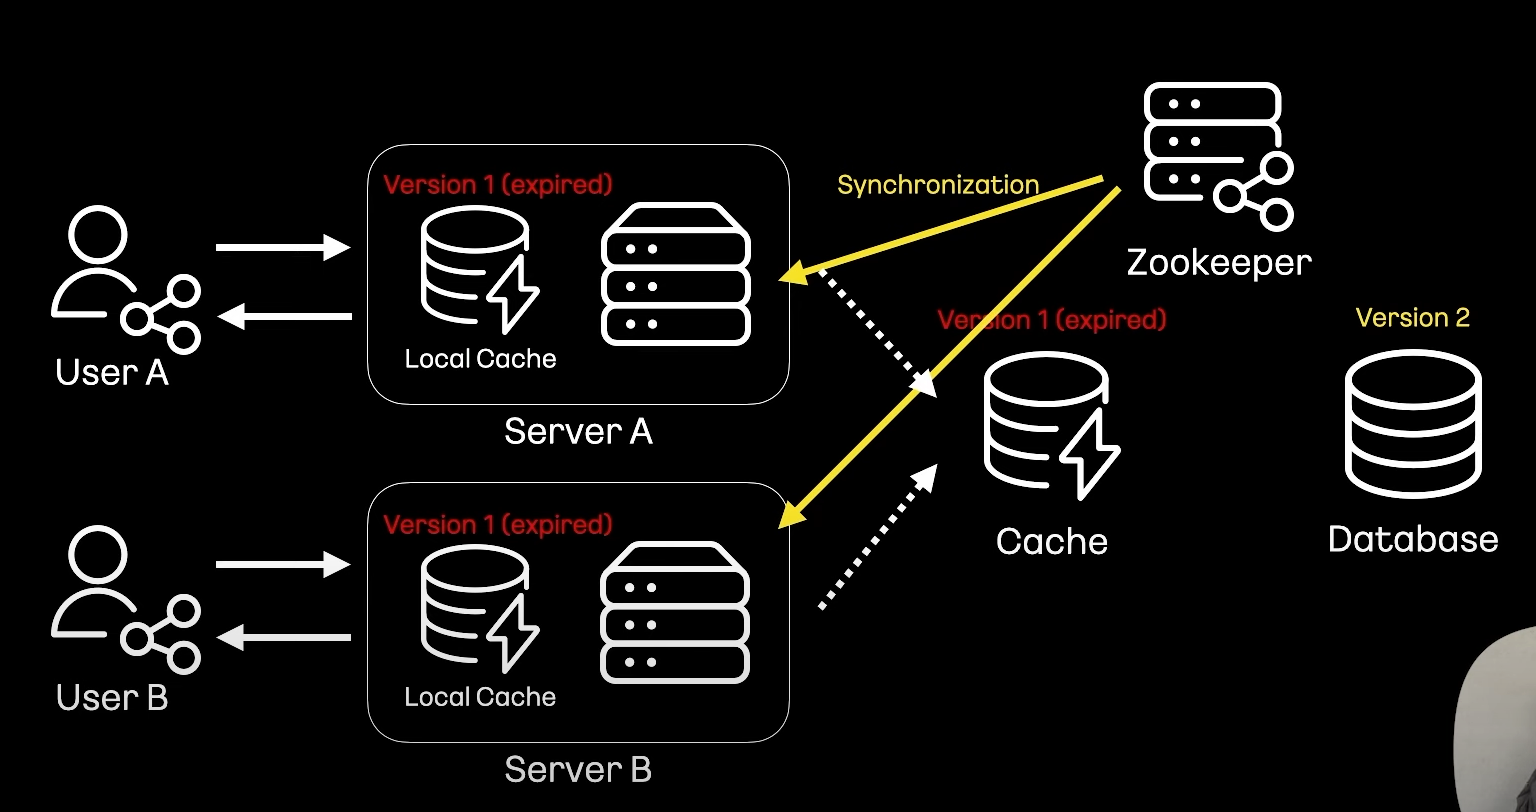 Version 1 (expired)
Synchronization
Zookeeper
Version 1 (expired)
Version 2
Local Cache
User A
Server A
Version 1 (expired)
Cache
Database
Local Cache
User B
Server B